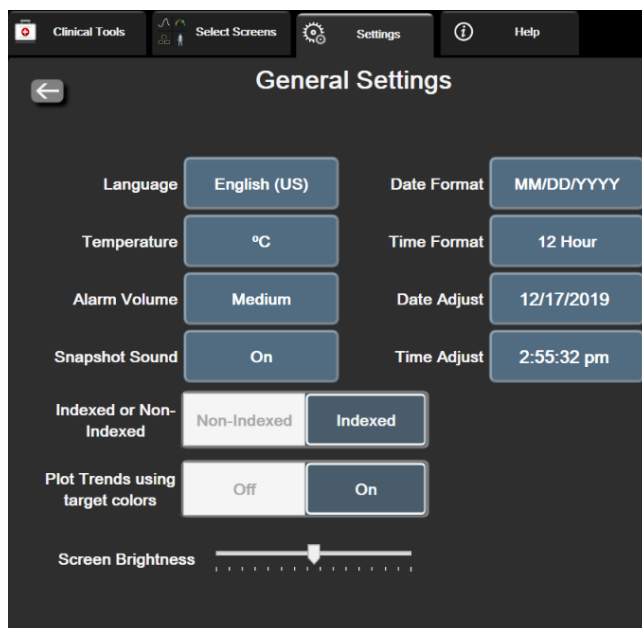 Clinical Tools
Select Screens
Settings
Help
General Settings
Language
English (US)
Date Format
MM/DD/YYYY
Temperature
ºC
Time Format
12 Hour
Alarm Volume
Medium
Date Adjust
12/17/2019
Snapshot Sound
On
Time Adjust
2:55:32 pm
Indexed or Non-
Indexed
Non-Indexed
Indexed
Plot Trends using
target colors
Off
On
Screen Brightness